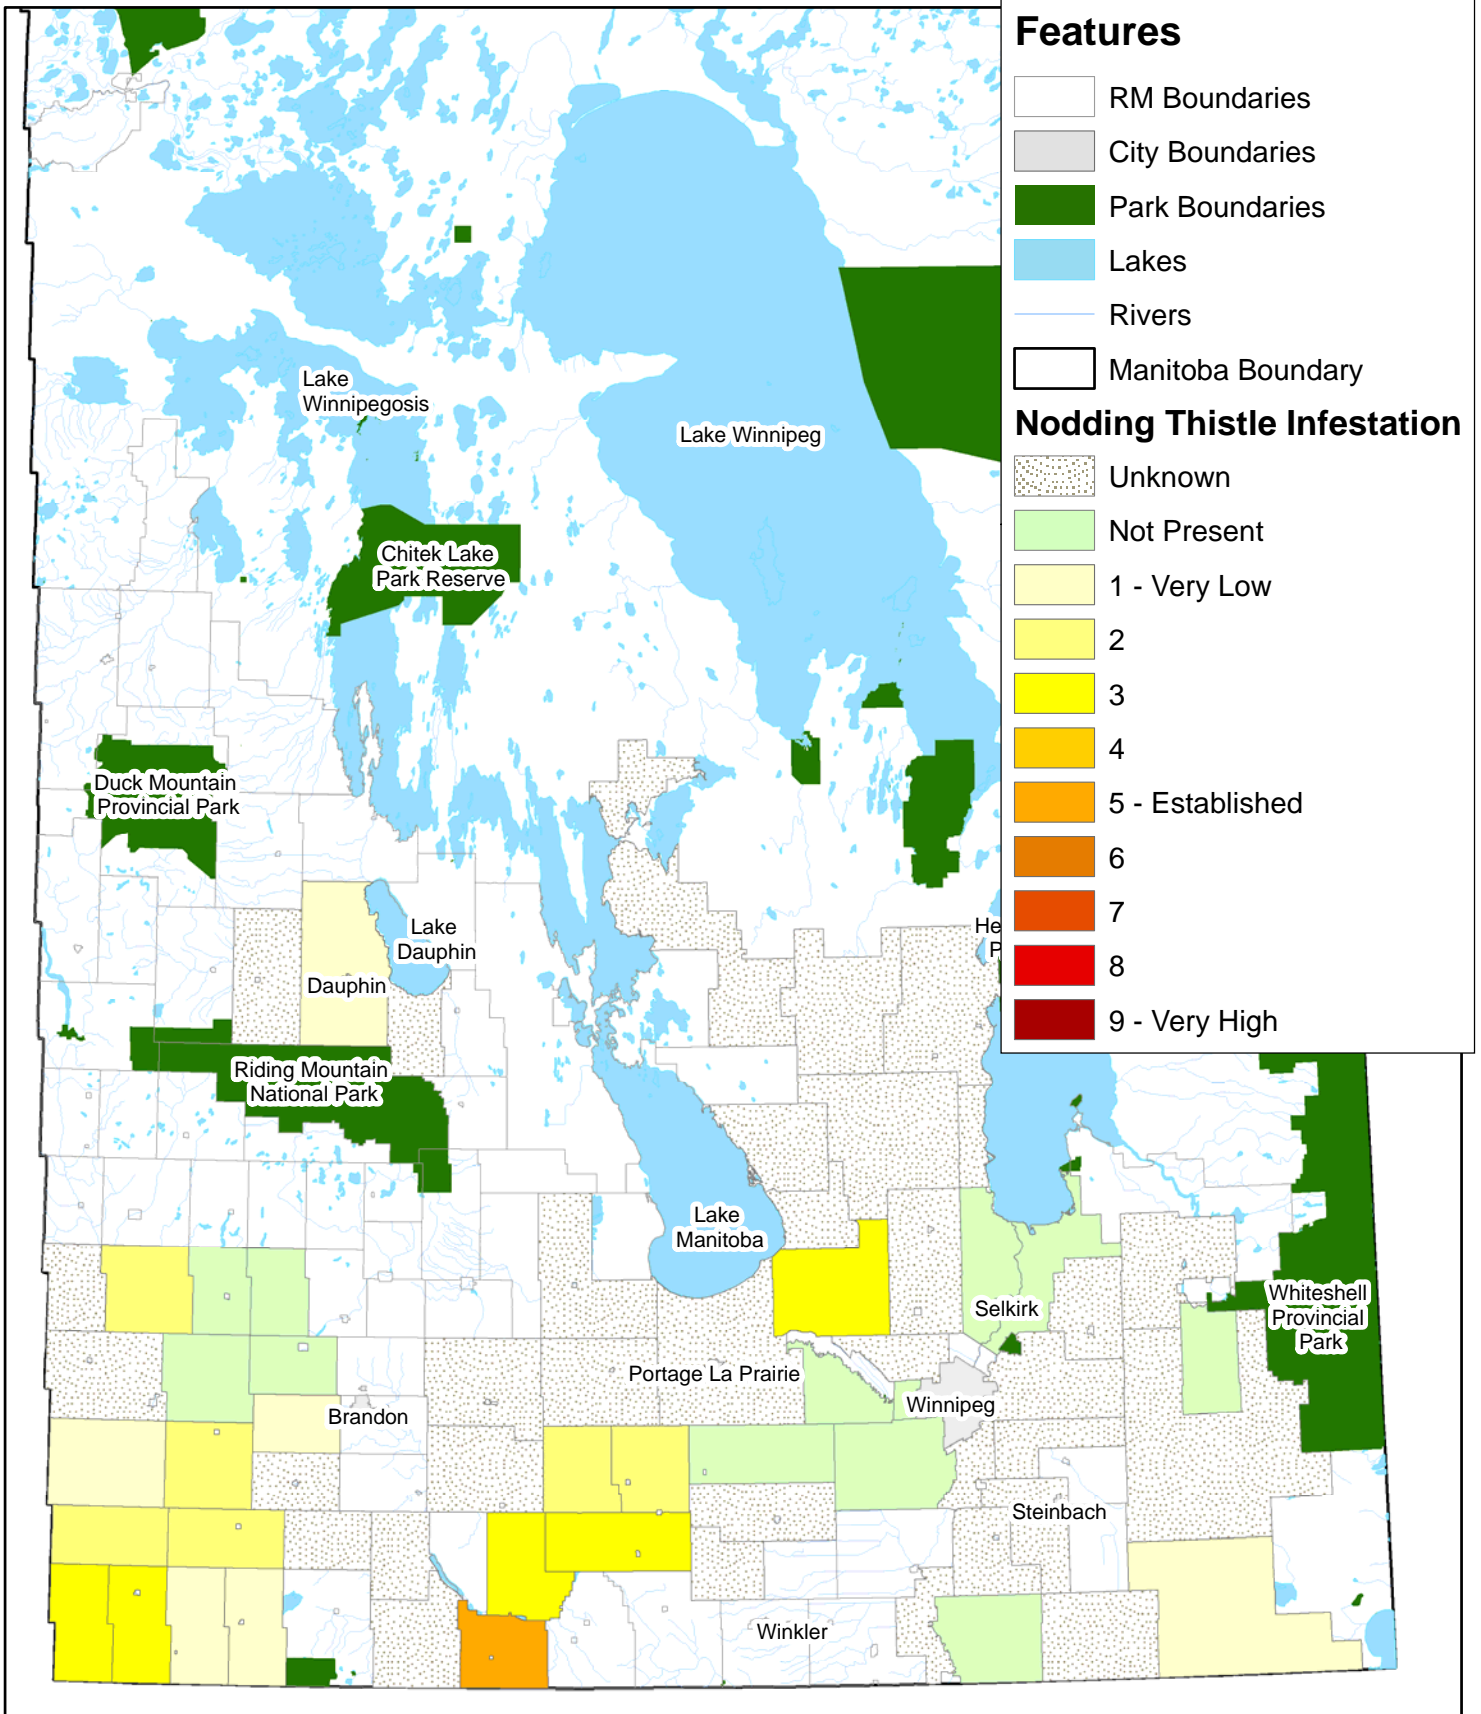 Features
RM Boundaries
City Boundaries
Park Boundaries
Lakes
Rivers
Manitoba Boundary
Nodding Thistle Infestation
Unknown
Not Present
1 - Very Low
2
3
4
5 - Established
6
7
8
9 - Very High
Lake
Winnipegosis
Lake Winnipeg
Chitek Lake
Park Reserve
Duck Mountain
Provincial Park
Lake
Dauphin
Dauphin
He
P
Riding Mountain
National Park
Lake
Manitoba
Selkirk
Whiteshell
Provincial
Park
Portage La Prairie
Winnipeg
Brandon
Steinbach
Winkler